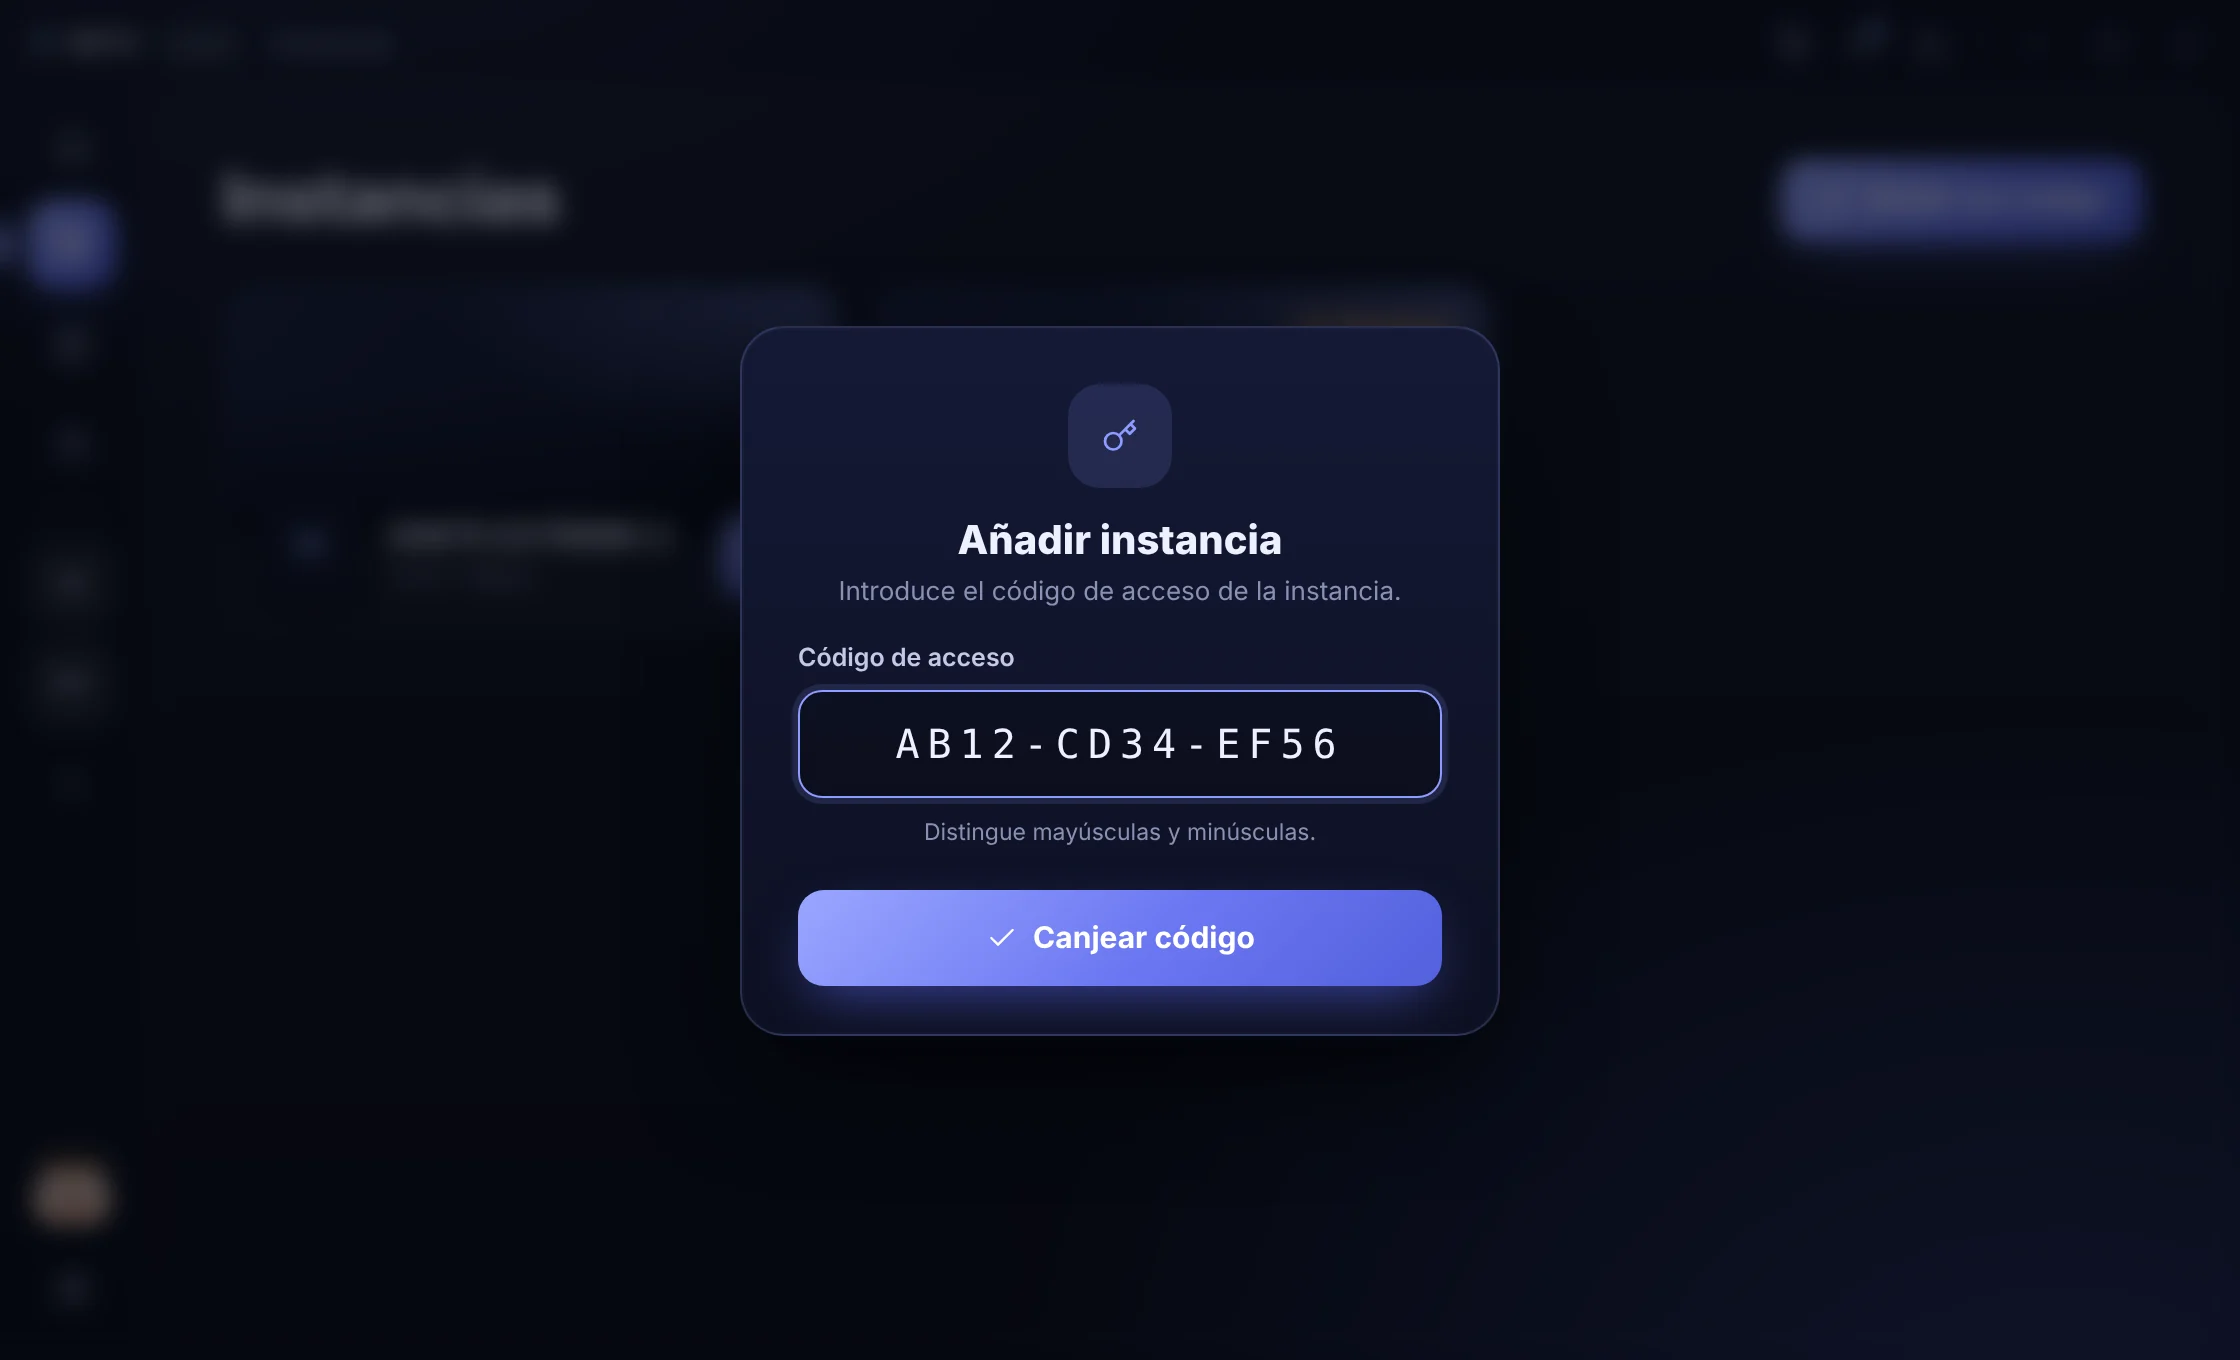 Instancias
Añadir instancia
Introduce el código de acceso de la instancia.
Código de acceso
AB12-CD34-EF56
Distingue mayúsculas y minúsculas.
Canjear código